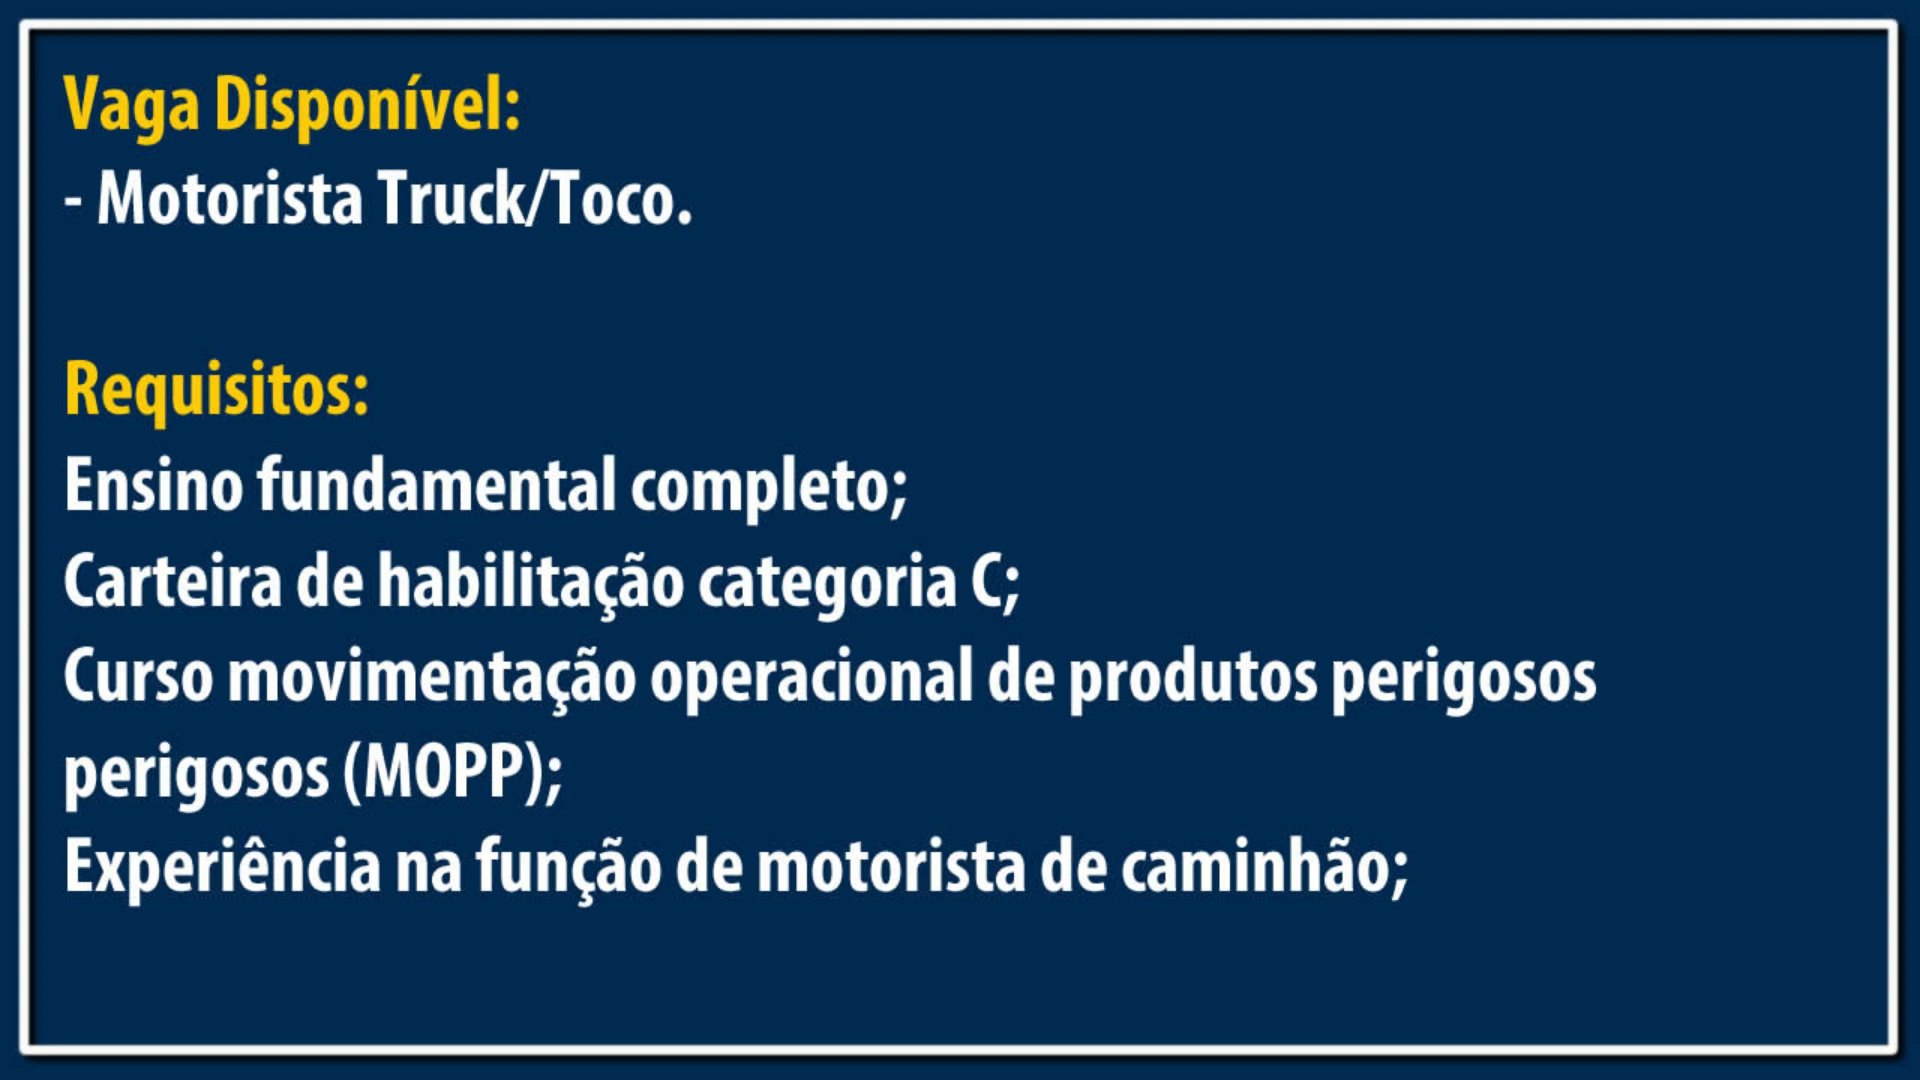 Vaga Disponível:
- Motorista Truck/Toco.
Requisitos:
Ensino fundamental completo;
Carteira de habilitação categoria C;
Curso movimentação operacional de produtos perigosos
perigosos (MOPP);
Experiência na função de motorista de caminhão;